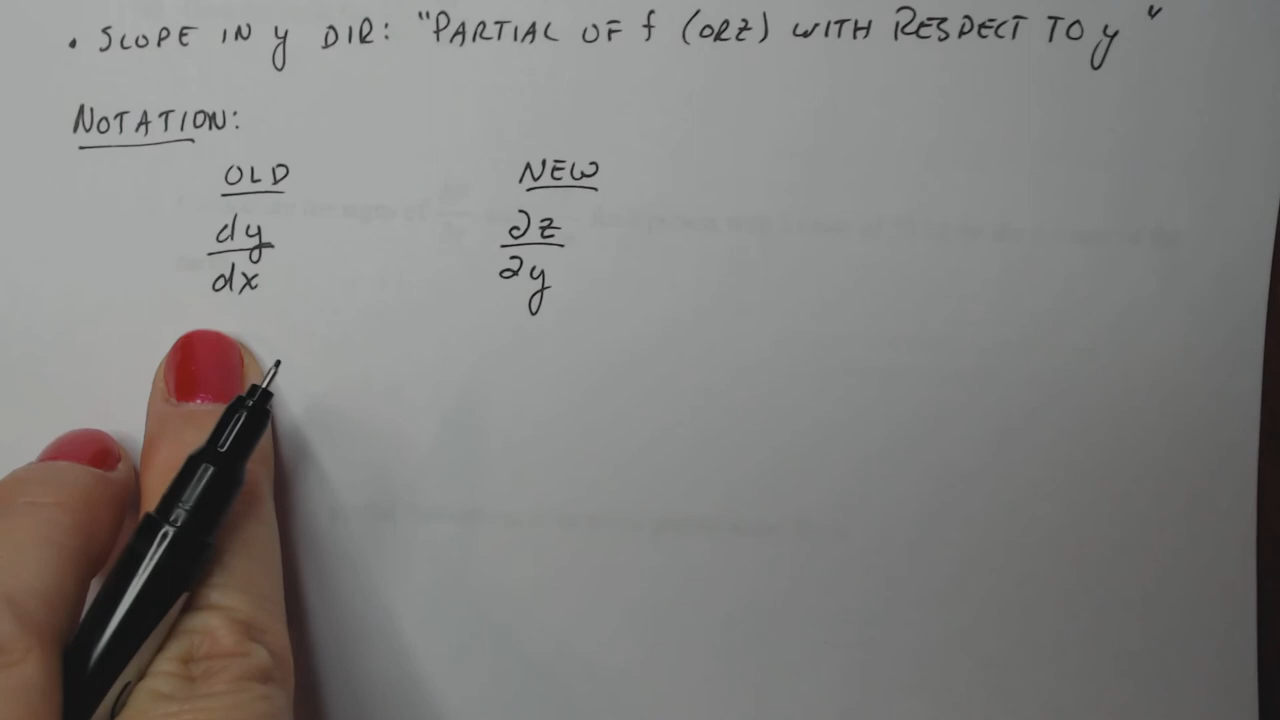 • SLOPE IN y DIR: "PARTIAL OF f (OR Z) WITH RESPECT TO y"
NOTATION:
OLD NEW
dy/dx ∂z/∂y